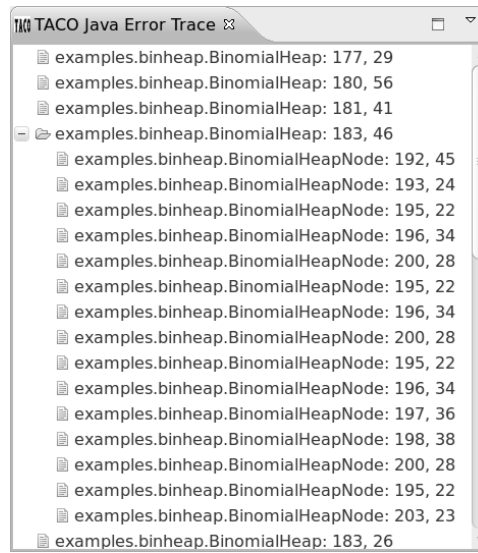 TACO TACO Java Error Trace
examples.binheap.BinomialHeap: 177, 29
examples.binheap.BinomialHeap: 180, 56
examples.binheap.BinomialHeap: 181, 41
examples.binheap.BinomialHeap: 183, 46
examples.binheap.BinomialHeapNode: 192, 45
examples.binheap.BinomialHeapNode: 193, 24
examples.binheap.BinomialHeapNode: 195, 22
examples.binheap.BinomialHeapNode: 196, 34
examples.binheap.BinomialHeapNode: 200, 28
examples.binheap.BinomialHeapNode: 195, 22
examples.binheap.BinomialHeapNode: 196, 34
examples.binheap.BinomialHeapNode: 200, 28
examples.binheap.BinomialHeapNode: 195, 22
examples.binheap.BinomialHeapNode: 196, 34
examples.binheap.BinomialHeapNode: 197, 36
examples.binheap.BinomialHeapNode: 198, 38
examples.binheap.BinomialHeapNode: 200, 28
examples.binheap.BinomialHeapNode: 195, 22
examples.binheap.BinomialHeapNode: 203, 23
examples.binheap.BinomialHeap: 183, 26